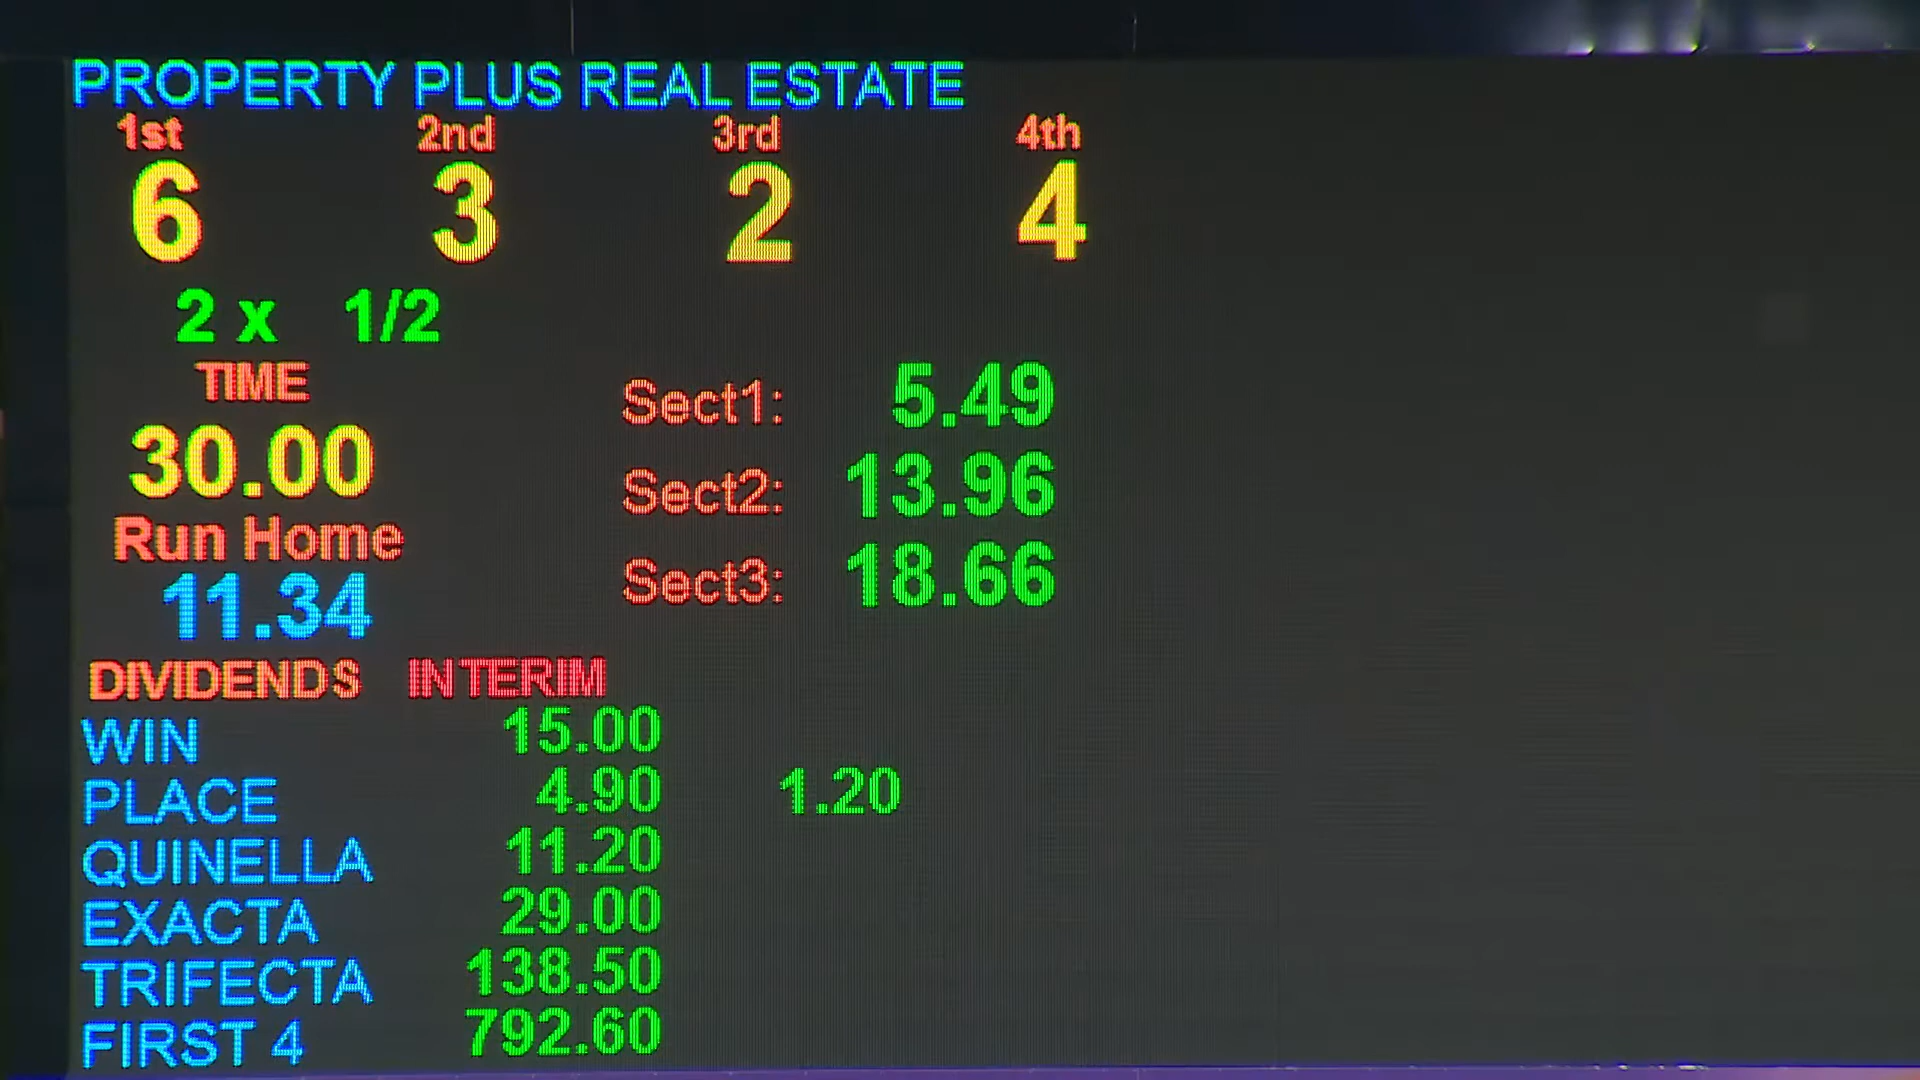 PROPERTY PLUS REAL ESTATE
1st 2nd 3rd 4th
6 3 2 4
2 x 1/2
TIME
30.00
Run Home
11.34
Sect1: 5.49
Sect2: 13.96
Sect3: 18.66
DIVIDENDS INTERIM
WIN 15.00
PLACE 4.90 1.20
QUINELLA 11.20
EXACTA 29.00
TRIFECTA 138.50
FIRST 4 792.60